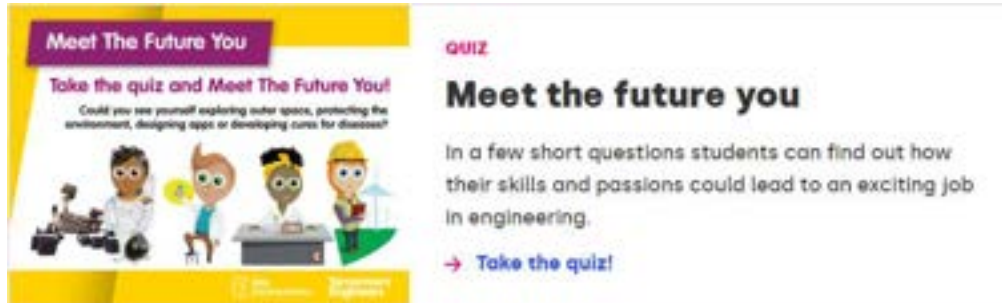 Meet The Future You
Take the quiz and Meet The Future You!
Could you see yourself exploring outer space, protecting the
environment, designing apps or developing cures for diseases?
Tomorrow's
Engineers
QUIZ
Meet the future you
In a few short questions students can find out how
their skills and passions could lead to an exciting job
in engineering.
→ Take the quiz!